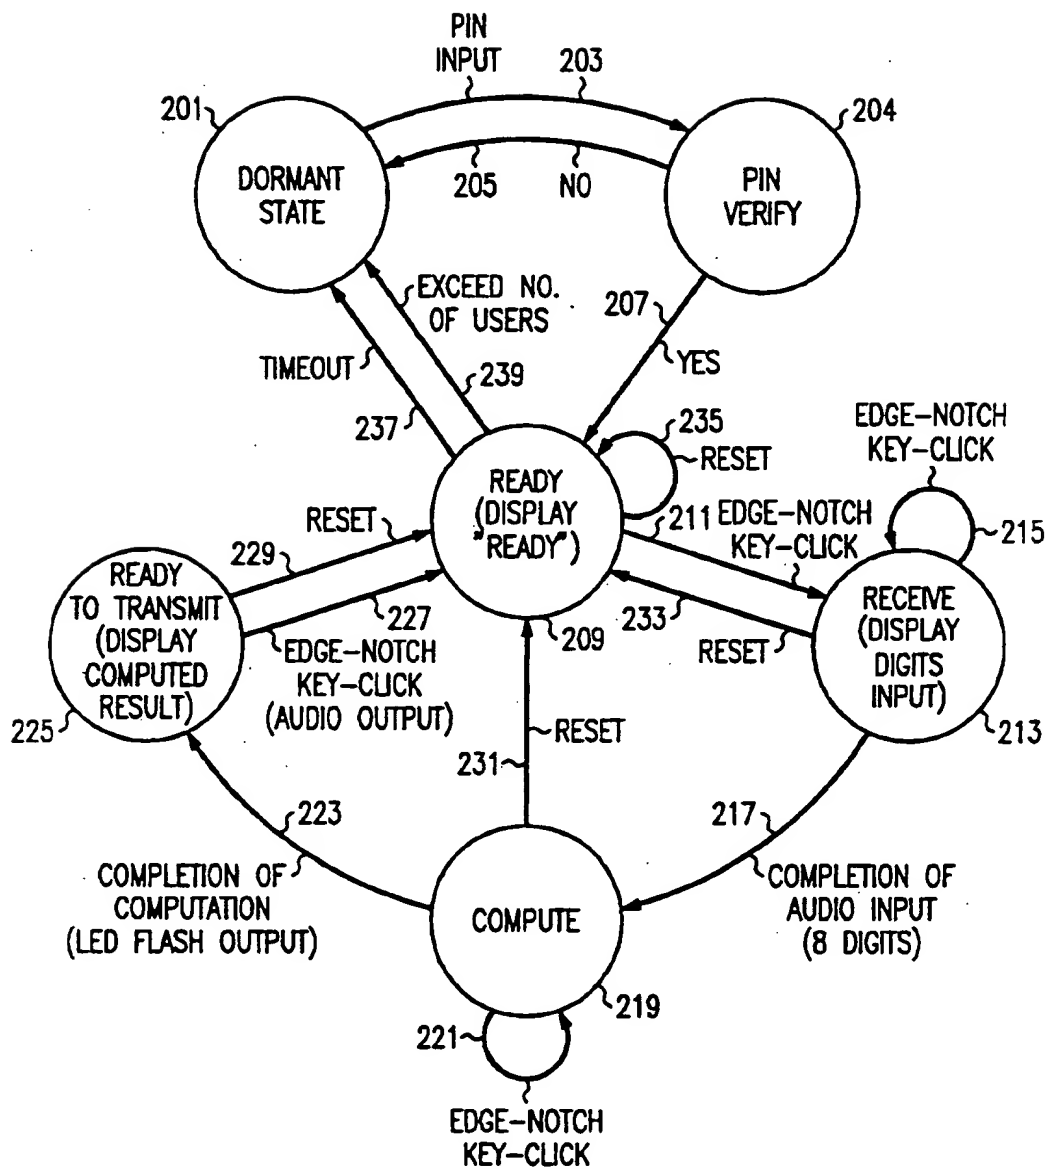 PIN
INPUT
203
201
204
DORMANT
STATE
205
NO
PIN
VERIFY
EXCEED NO.
OF USERS
207
YES
TIMEOUT
239
237
235
RESET
EDGE-NOTCH
KEY-CLICK
READY
(DISPLAY
"READY")
211
EDGE-NOTCH
KEY-CLICK
215
RESET
229
READY
TO TRANSMIT
(DISPLAY
COMPUTED
RESULT)
225
227
EDGE-NOTCH
KEY-CLICK
(AUDIO OUTPUT)
209
233
RESET
RECEIVE
(DISPLAY
DIGITS
INPUT)
213
RESET
231
223
217
COMPLETION OF
COMPUTATION
(LED FLASH OUTPUT)
COMPUTE
COMPLETION OF
AUDIO INPUT
(8 DIGITS)
219
221
EDGE-NOTCH
KEY-CLICK